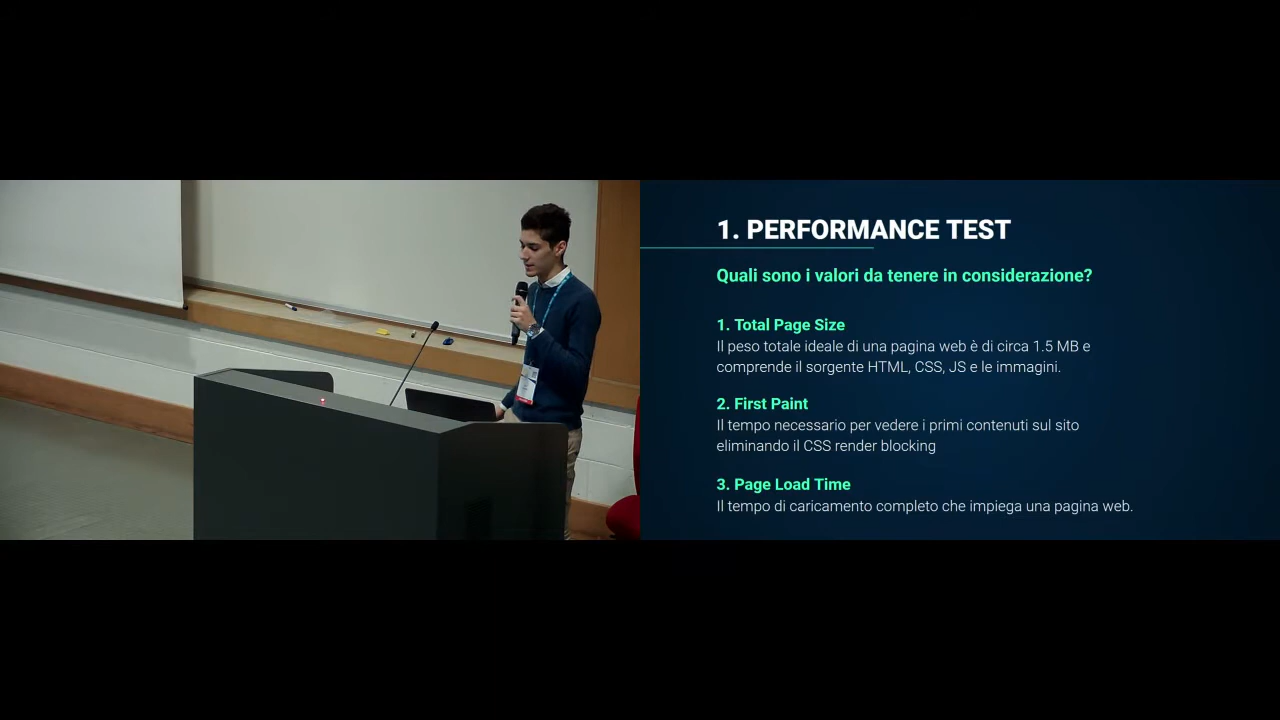 1. PERFORMANCE TEST
Quali sono i valori da tenere in considerazione?
1. Total Page Size
Il peso totale ideale di una pagina web è di circa 1.5 MB e
comprende il sorgente HTML, CSS, JS e le immagini.
2. First Paint
Il tempo necessario per vedere i primi contenuti sul sito
eliminando il CSS render blocking
3. Page Load Time
Il tempo di caricamento completo che impiega una pagina web.